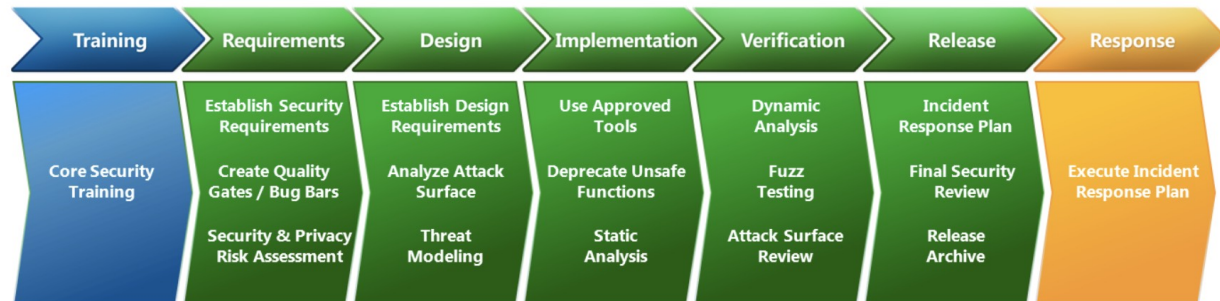 Training
Requirements
Design
Implementation
Verification
Release
Response
Core Security
Training
Establish Security
Requirements
Create Quality
Gates / Bug Bars
Security & Privacy
Risk Assessment
Establish Design
Requirements
Analyze Attack
Surface
Threat
Modeling
Use Approved
Tools
Deprecate Unsafe
Functions
Static
Analysis
Dynamic
Analysis
Fuzz
Testing
Attack Surface
Review
Incident
Response Plan
Final Security
Review
Release
Archive
Execute Incident
Response Plan